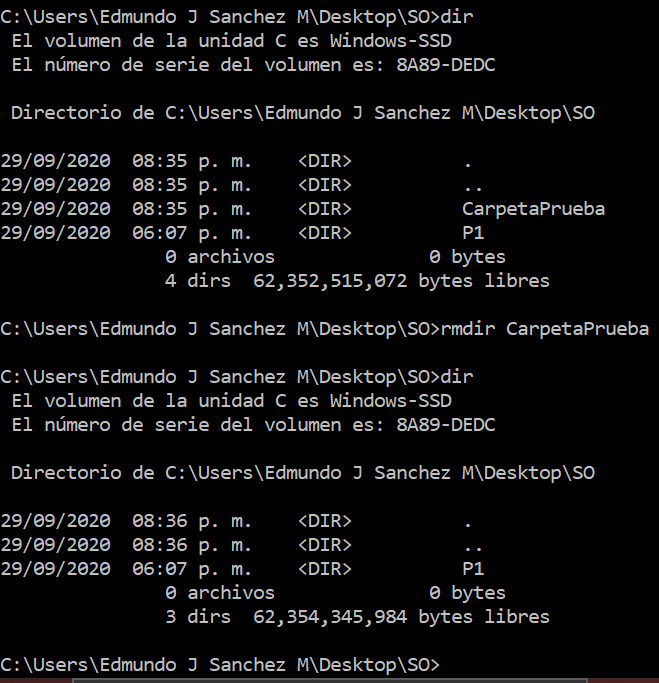 C:\Users\Edmundo J Sanchez M\Desktop\SO>dir
 El volumen de la unidad C es Windows-SSD
 El número de serie del volumen es: 8A89-DEDC

 Directorio de C:\Users\Edmundo J Sanchez M\Desktop\SO

29/09/2020  08:35 p. m.    <DIR>          .
29/09/2020  08:35 p. m.    <DIR>          ..
29/09/2020  08:35 p. m.    <DIR>          CarpetaPrueba
29/09/2020  06:07 p. m.    <DIR>          P1
               0 archivos              0 bytes
               4 dirs  62,352,515,072 bytes libres

C:\Users\Edmundo J Sanchez M\Desktop\SO>rmdir CarpetaPrueba

C:\Users\Edmundo J Sanchez M\Desktop\SO>dir
 El volumen de la unidad C es Windows-SSD
 El número de serie del volumen es: 8A89-DEDC

 Directorio de C:\Users\Edmundo J Sanchez M\Desktop\SO

29/09/2020  08:36 p. m.    <DIR>          .
29/09/2020  08:36 p. m.    <DIR>          ..
29/09/2020  06:07 p. m.    <DIR>          P1
               0 archivos              0 bytes
               3 dirs  62,354,345,984 bytes libres

C:\Users\Edmundo J Sanchez M\Desktop\SO>